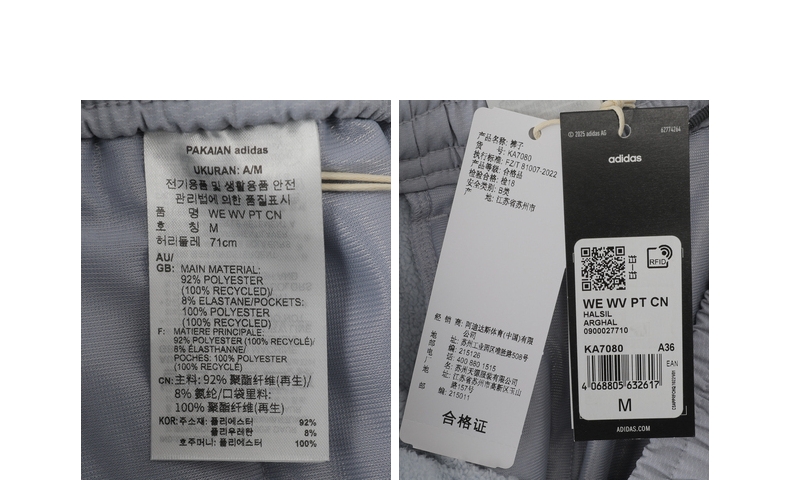 PAKAIAN adidas
UKURAN: A/M
전기용품 및 생활용품 안전
관리법에 의한 품질표시
품 명 WE WV PT CN
호 칭 M
허리둘레 71cm
AU/
GB: MAIN MATERIAL:
92% POLYESTER
(100% RECYCLED)/
8% ELASTANE/POCKETS:
100% POLYESTER
(100% RECYCLED)
F: MATIERE PRINCIPALE:
92% POLYESTER (100% RECYCLÉ)/
8% ÉLASTHANNE/
POCHES: 100% POLYESTER
(100% RECYCLÉ)
CN: 主料: 92% 聚酯纤维(再生)/
8% 氨纶/口袋里料:
100% 聚酯纤维(再生)
KOR: 주소재: 폴리에스터 92%
폴리우레탄 8%
호주머니: 폴리에스터 100%
产品名称: 裤子
货 号: KA7080
执行标准: FZ/T 81007-2022
产品等级: 合格品
检验合格: 检18
安全类别: B类
产 地: 江苏省苏州市
经 销 商: 阿迪达斯体育(中国)有限
公司
地 址: 苏州工业园区唯胜路508号
邮 编: 215126
电 话: 400 880 1515
厂 名: 苏州天源服装有限公司
地 址: 江苏省苏州市高新区玉山
路157号
邮 编: 215011
合格证
© 2025 adidas AG
62774264
adidas
RFID
WE WV PT CN
HALSIL
ARGHAL
0900027710
KA7080 A36
EAN
4 068805 632617
M
ADIDAS.COM